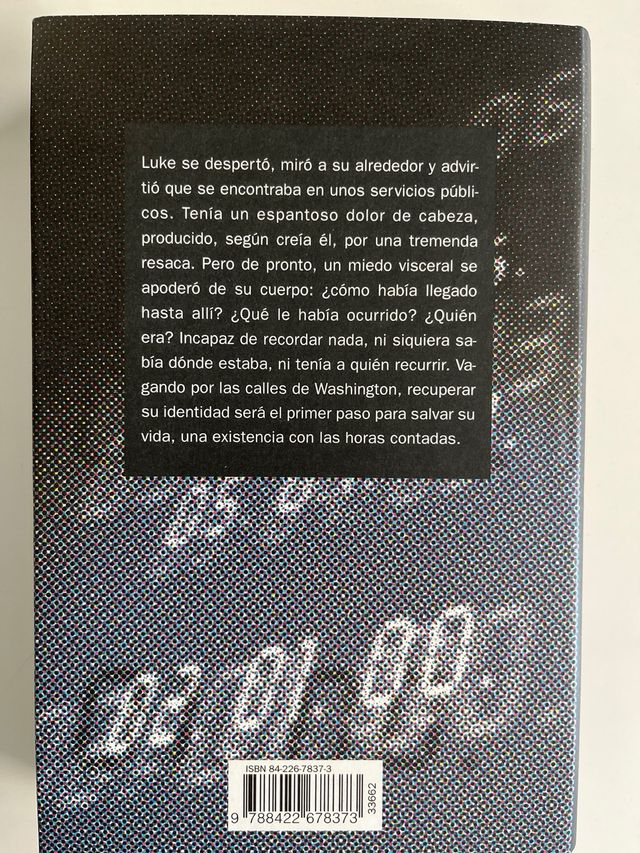 Luke se despertó, miró a su alrededor y advir-
tió que se encontraba en unos servicios públi-
cos. Tenía un espantoso dolor de cabeza,
producido, según creía él, por una tremenda
resaca. Pero de pronto, un miedo visceral se
apoderó de su cuerpo: ¿cómo había llegado
hasta allí? ¿Qué le había ocurrido? ¿Quién
era? Incapaz de recordar nada, ni siquiera sa-
bía dónde estaba, ni tenía a quién recurrir. Va-
gando por las calles de Washington, recuperar
su identidad será el primer paso para salvar su
vida, una existencia con las horas contadas.
02.01.00.
ISBN 84-226-7837-3
33662
9 788422 678373